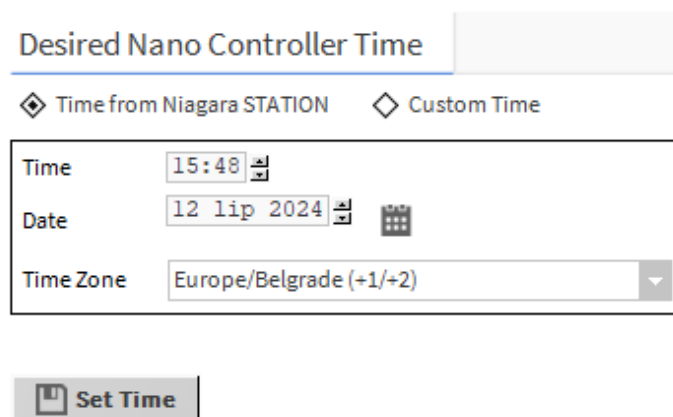 Desired Nano Controller Time
Time from Niagara STATION Custom Time
Time 15:48
Date 12 lip 2024
Time Zone Europe/Belgrade (+1/+2)
Set Time